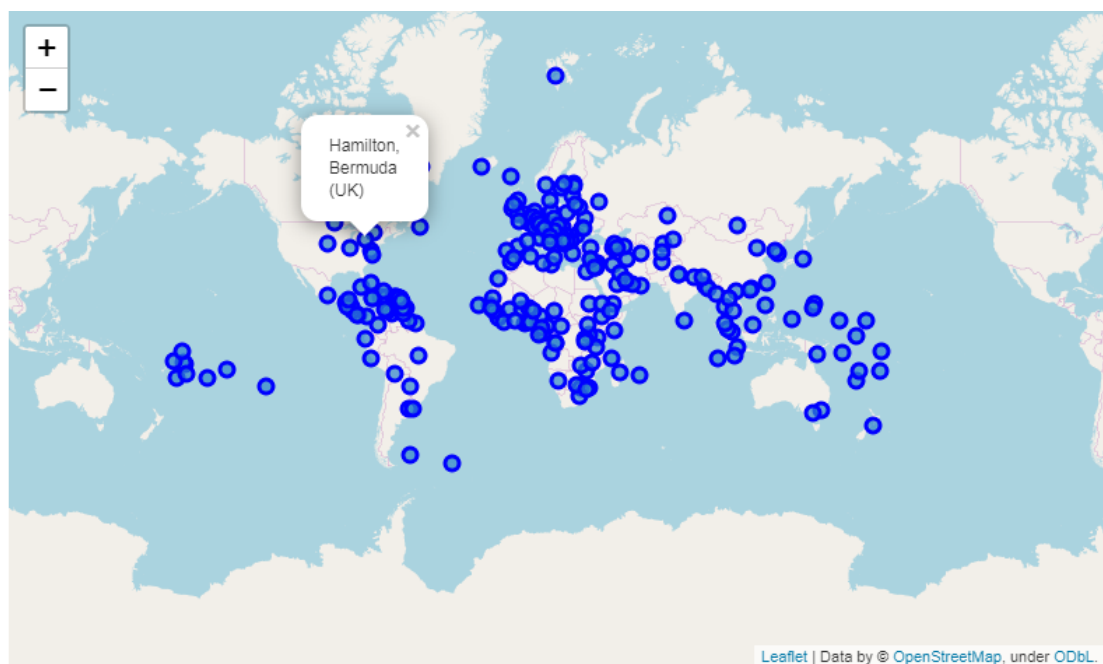 +
−
×
Hamilton,
Bermuda
(UK)
Leaflet | Data by © OpenStreetMap, under ODbL.